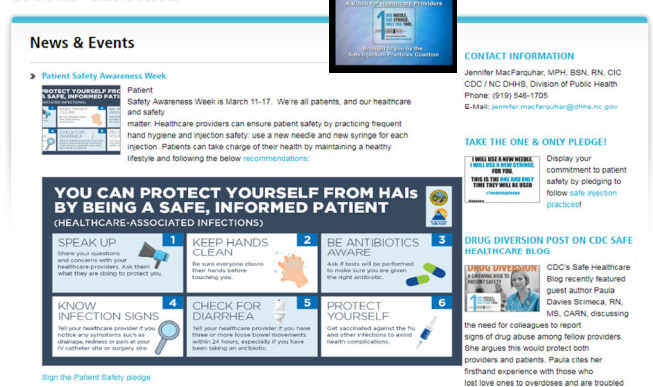 A Video for Healthcare Providers
ONE NEEDLE,
ONE SYRINGE,
ONLY ONE TIME.
Brought to you by the
Safe Injection Practices Coalition
News & Events
Patient Safety Awareness Week
Patient
Safety Awareness Week is March 11-17. We're all patients, and our healthcare
and safety
matter. Healthcare providers can ensure patient safety by practicing frequent
hand hygiene and injection safety: use a new needle and new syringe for each
injection. Patients can take charge of their health by maintaining a healthy
lifestyle and following the below recommendations:
YOU CAN PROTECT YOURSELF FROM HAIs
BY BEING A SAFE, INFORMED PATIENT
(HEALTHCARE-ASSOCIATED INFECTIONS)
SPEAK UP
1
Share your questions
and concerns with your
healthcare providers. Ask them
what they are doing to protect you.
KEEP HANDS
CLEAN
2
Be sure everyone cleans
their hands before
touching you.
BE ANTIBIOTICS
AWARE
3
Ask if tests will be performed
to make sure you are given
the right antibiotic.
KNOW
INFECTION SIGNS
4
Tell your healthcare provider if you
notice any symptoms such as
drainage, redness or pain at your
IV catheter site or surgery site.
CHECK FOR
DIARRHEA
5
Tell your healthcare provider if you have
three or more loose bowel movements
within 24 hours, especially if you have
been taking an antibiotic.
PROTECT
YOURSELF
6
Get vaccinated against the flu
and other infections to avoid
health complications.
Sign the Patient Safety pledge
CONTACT INFORMATION
Jennifer MacFarquhar, MPH, BSN, RN, CIC
CDC / NC DHHS, Division of Public Health
Phone: (919) 546-1705
E-Mail: jennifer.macfarquhar@dhhs.nc.gov
TAKE THE ONE & ONLY PLEDGE!
I WILL USE A NEW NEEDLE.
I WILL USE A NEW SYRINGE.
FOR YOU.
THIS IS THE ONE AND ONLY
TIME THEY WILL BE USED
Display your
commitment to patient
safety by pledging to
follow safe injection
practices!
DRUG DIVERSION POST ON CDC SAFE
HEALTHCARE BLOG
DRUG DIVERSION
A GROWING RISK TO
PATIENT SAFETY
CDC's Safe Healthcare
Blog recently featured
guest author Paula
Davies Scimeca, RN,
MS, CARN, discussing
the need for colleagues to report
signs of drug abuse among fellow providers.
She argues this would protect both
providers and patients. Paula cites her
firsthand experience with those who
lost love ones to overdoses and are troubled